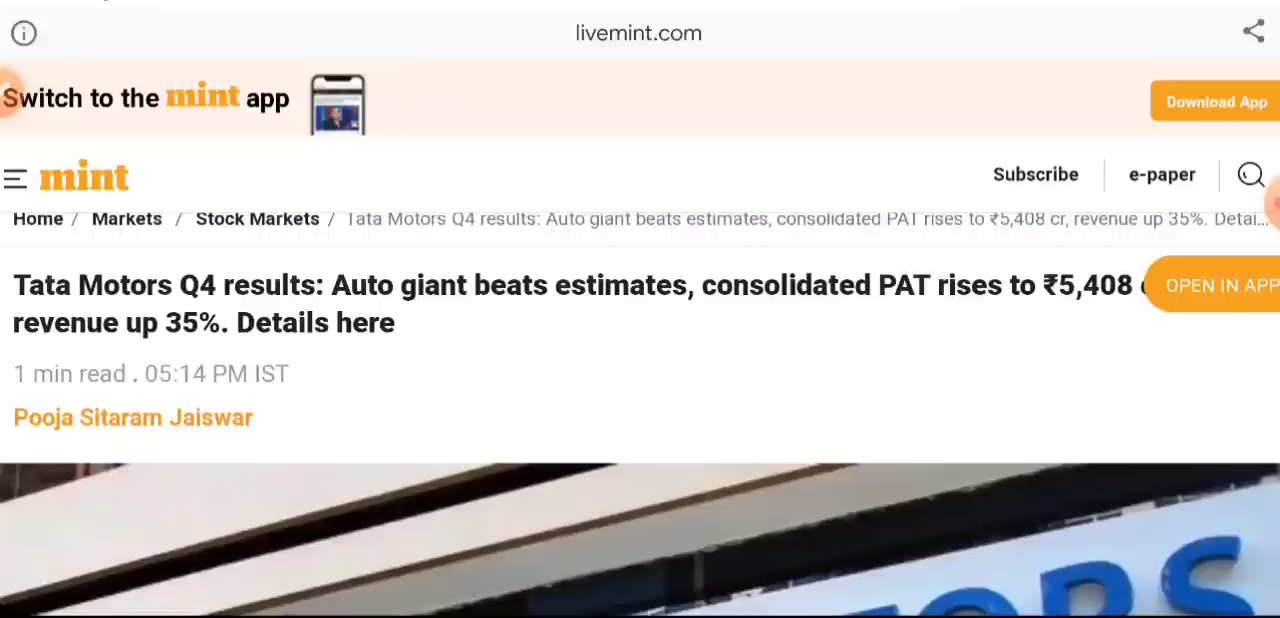 livemint.com
Switch to the mint app
Download App
mint
Subscribe
e-paper
Home / Markets / Stock Markets / Tata Motors Q4 results: Auto giant beats estimates, consolidated PAT rises to ₹5,408 cr, revenue up 35%. Detai...
Tata Motors Q4 results: Auto giant beats estimates, consolidated PAT rises to ₹5,408
OPEN IN APP
revenue up 35%. Details here
1 min read . 05:14 PM IST
Pooja Sitaram Jaiswar